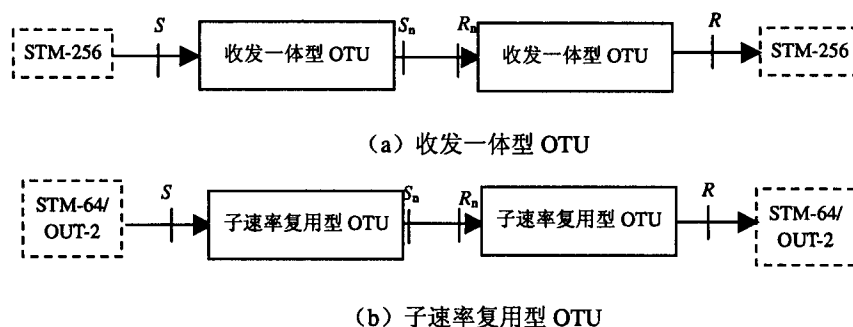 STM-256
S
收发一体型 OTU
Sn
Rn
收发一体型 OTU
R
STM-256
（a）收发一体型 OTU
STM-64/
OUT-2
S
子速率复用型 OTU
Sn
Rn
子速率复用型 OTU
R
STM-64/
OUT-2
（b）子速率复用型 OTU